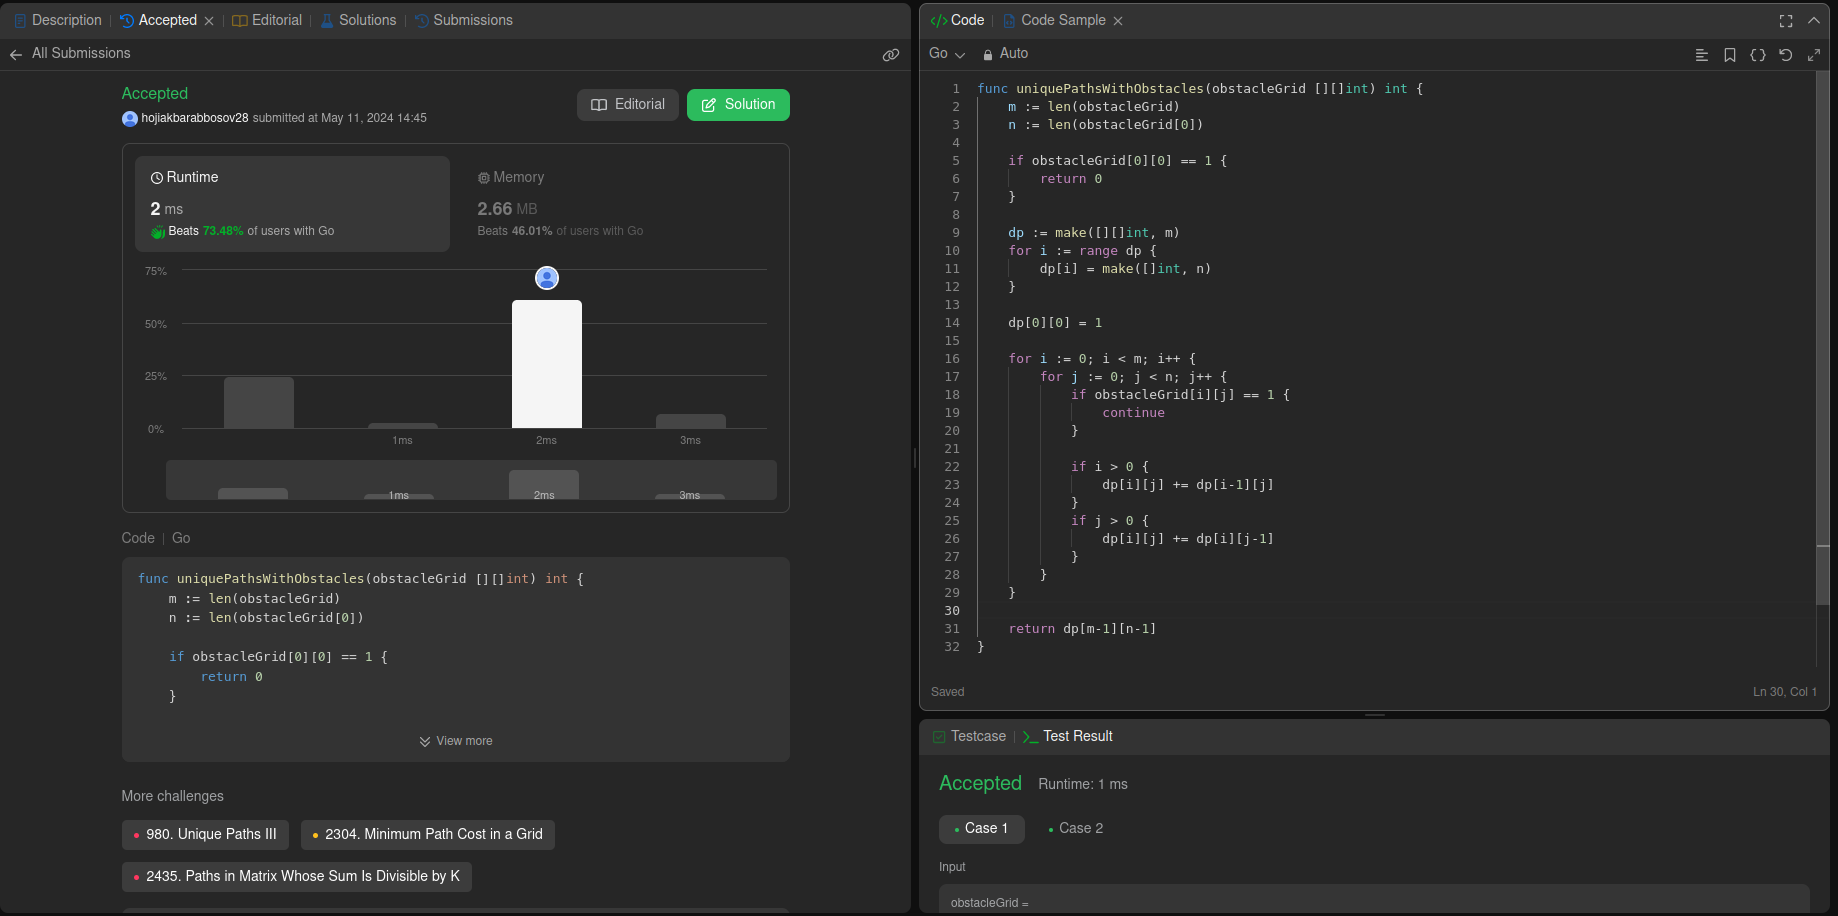 Description
Accepted
Editorial
Solutions
Submissions
All Submissions
Accepted
hojiakbarabbosov28 submitted at May 11, 2024 14:45
Editorial
Solution
Runtime
2 ms
Beats 73.48% of users with Go
Memory
2.66 MB
Beats 46.01% of users with Go
75%
50%
25%
0%
1ms
2ms
3ms
1ms
2ms
3ms
Code | Go
func uniquePathsWithObstacles(obstacleGrid [][]int) int {
    m := len(obstacleGrid)
    n := len(obstacleGrid[0])
    if obstacleGrid[0][0] == 1 {
        return 0
    }
View more
More challenges
980. Unique Paths III
2304. Minimum Path Cost in a Grid
2435. Paths in Matrix Whose Sum Is Divisible by K
</> Code
Code Sample
Go
Auto
1 func uniquePathsWithObstacles(obstacleGrid [][]int) int {
2     m := len(obstacleGrid)
3     n := len(obstacleGrid[0])
4
5     if obstacleGrid[0][0] == 1 {
6         return 0
7     }
8
9     dp := make([][]int, m)
10     for i := range dp {
11         dp[i] = make([]int, n)
12     }
13
14     dp[0][0] = 1
15
16     for i := 0; i < m; i++ {
17         for j := 0; j < n; j++ {
18             if obstacleGrid[i][j] == 1 {
19                 continue
20             }
21
22             if i > 0 {
23                 dp[i][j] += dp[i-1][j]
24             }
25             if j > 0 {
26                 dp[i][j] += dp[i][j-1]
27             }
28         }
29     }
30
31     return dp[m-1][n-1]
32 }
Saved
Ln 30, Col 1
Testcase
Test Result
Accepted
Runtime: 1 ms
Case 1
Case 2
Input
obstacleGrid =